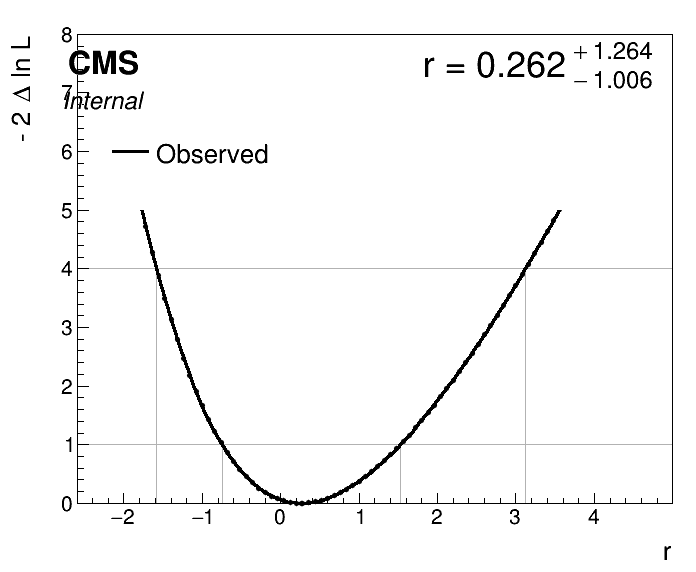 8
CMS
r = 0.262 + 1.264 − 1.006
- 2 Δ ln L
7
Internal
6
Observed
5
4
3
2
1
0
−2 −1 0 1 2 3 4
r